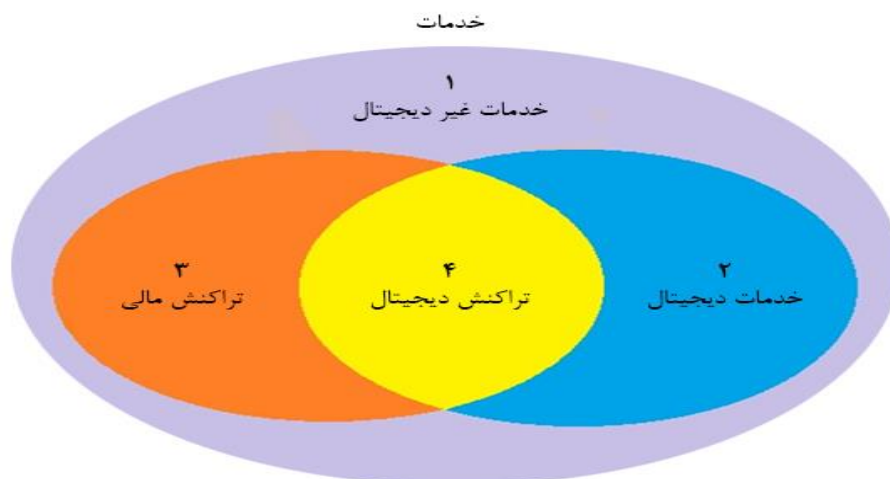 خدمات
۱
خدمات غیر دیجیتال
۳
تراکنش مالی
۴
تراکنش دیجیتال
۲
خدمات دیجیتال